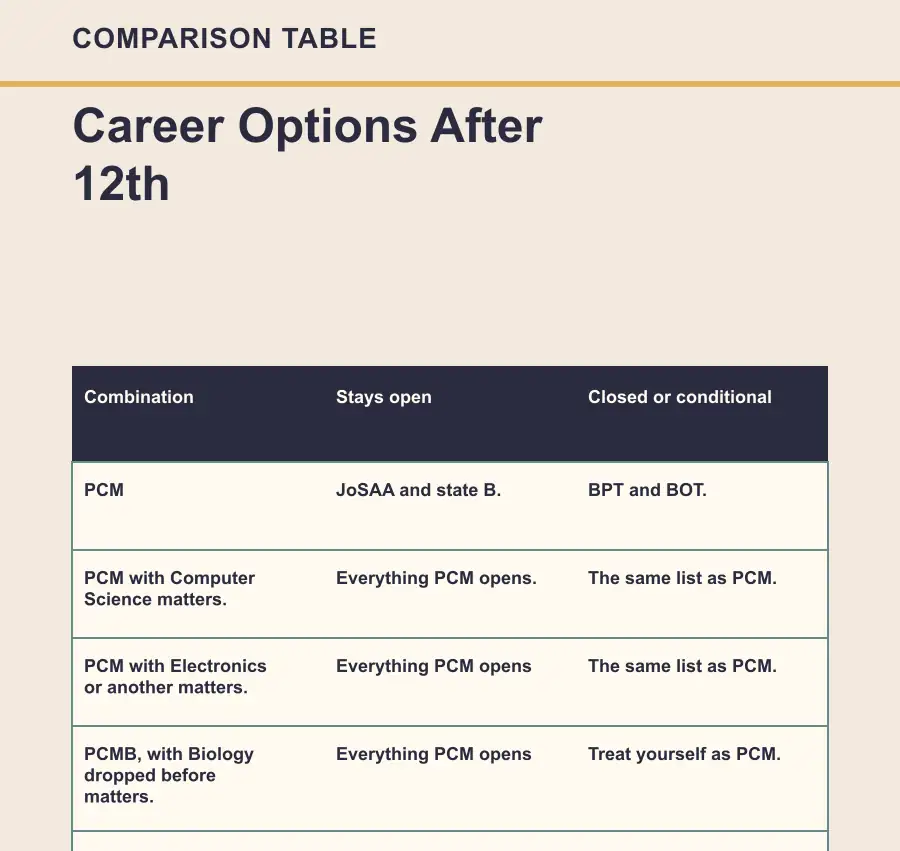 COMPARISON TABLE
Career Options After
12th
Combination
Stays open
Closed or conditional
PCM
JoSAA and state B.
BPT and BOT.
PCM with Computer
Science matters.
Everything PCM opens.
The same list as PCM.
PCM with Electronics
or another matters.
Everything PCM opens
The same list as PCM.
PCMB, with Biology
dropped before
matters.
Everything PCM opens
Treat yourself as PCM.